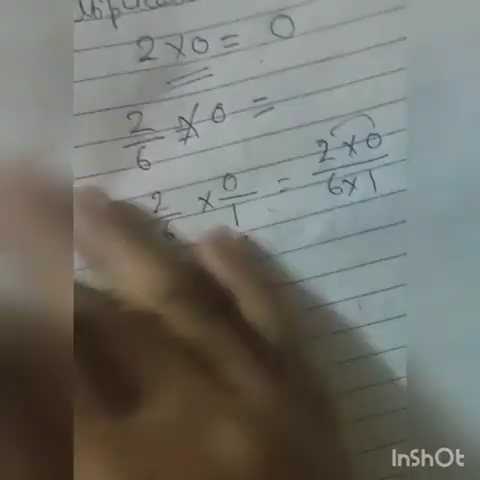 2 × 0 = 0
2/6 × 0 =
2/6 × 0/1 = 2 × 0/6 × 1
InShOt